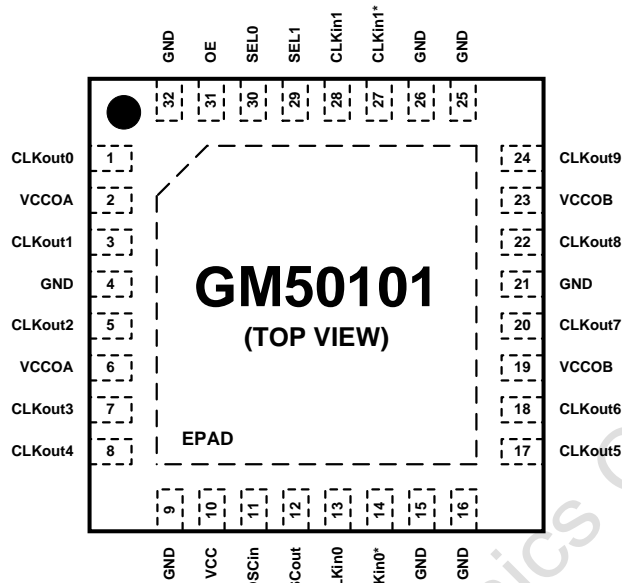 GND OE SEL0 SEL1 CLKin1 CLKin1* GND GND
32 31 30 29 28 27 26 25
CLKout0 1 24 CLKout9
VCCOA 2 23 VCCOB
CLKout1 3 22 CLKout8
GND 4 21 GND
GM50101
CLKout2 5 20 CLKout7
(TOP VIEW)
VCCOA 6 19 VCCOB
CLKout3 7 18 CLKout6
EPAD
CLKout4 8 17 CLKout5
9 10 11 12 13 14 15 16
GND VCC GND GND